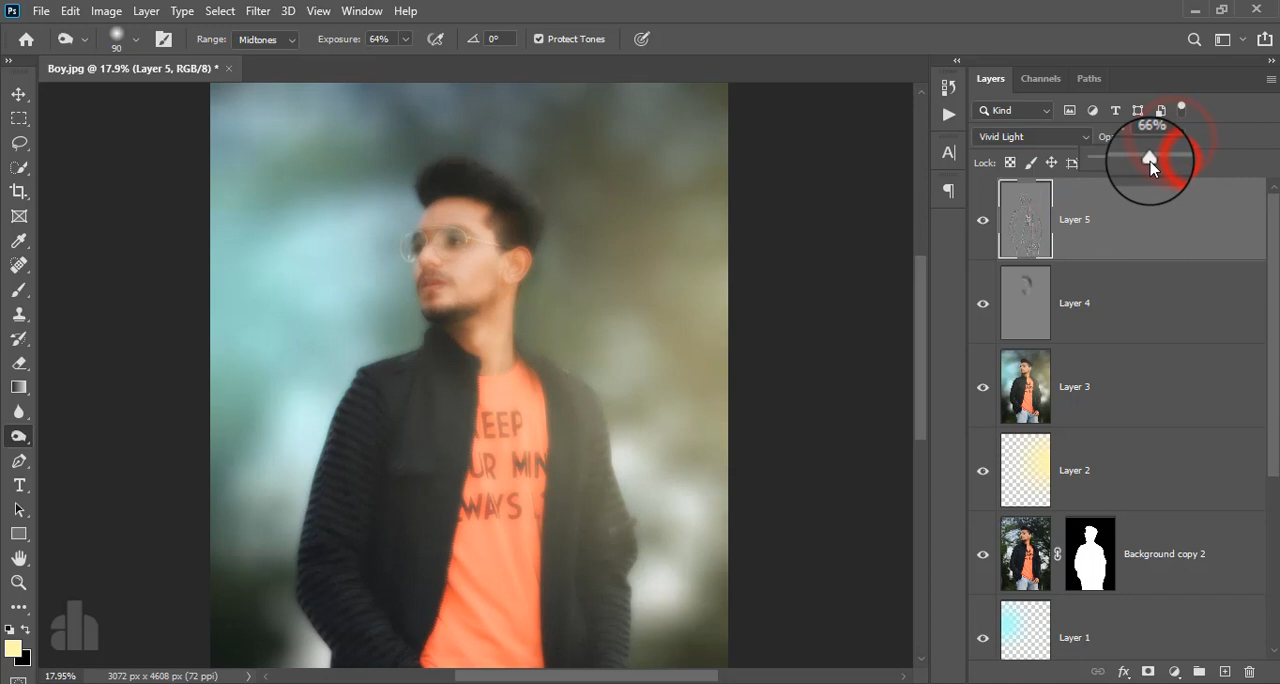 Ps File Edit Image Layer Type Select Filter 3D View Window Help
90 Range: Midtones Exposure: 64% 0° Protect Tones
Boy.jpg @ 17.9% (Layer 5, RGB/8) * ×
Layers Channels Paths
Kind
66%
Vivid Light
Lock:
Layer 5
Layer 4
Layer 3
Layer 2
Background copy 2
Layer 1
EEP
UR MIN
WAYS
ah
17.95% 3072 px x 4608 px (72 ppi)